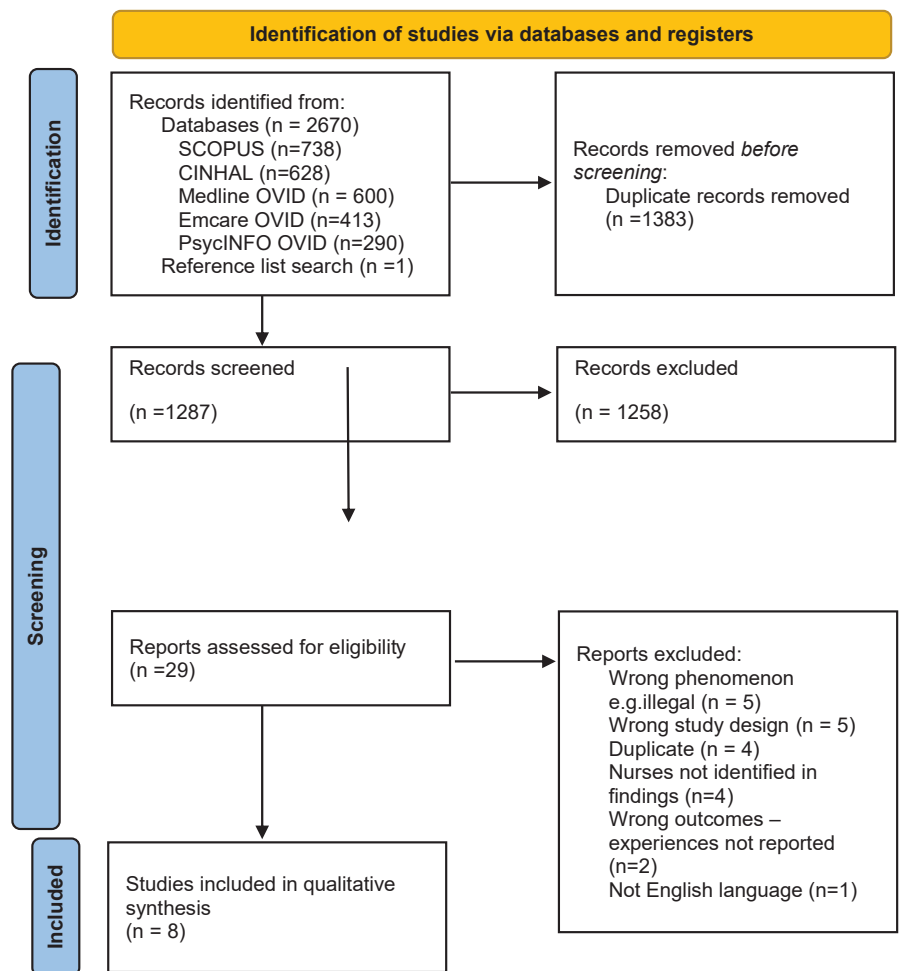 Identification of studies via databases and registers
Identification
Records identified from:
Databases (n = 2670)
SCOPUS (n=738)
CINHAL (n=628)
Medline OVID (n = 600)
Emcare OVID (n=413)
PsycINFO OVID (n=290)
Reference list search (n =1)
Records removed before
screening:
Duplicate records removed
(n =1383)
Screening
Records screened
(n =1287)
Records excluded
(n = 1258)
Reports assessed for eligibility
(n =29)
Reports excluded:
Wrong phenomenon
e.g.illegal (n = 5)
Wrong study design (n = 5)
Duplicate (n = 4)
Nurses not identified in
findings (n=4)
Wrong outcomes –
experiences not reported
(n=2)
Not English language (n=1)
Included
Studies included in qualitative
synthesis
(n = 8)